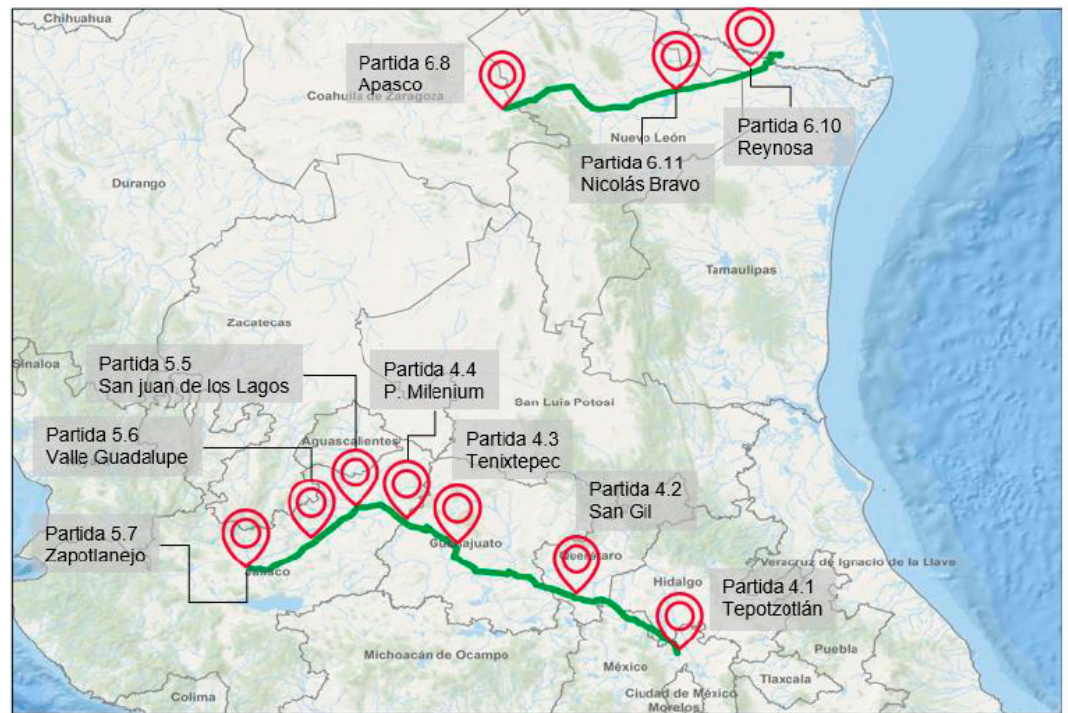 Chihuahua
Partida 6.8
Apasco
Coahuila de Zaragoza
Nuevo León
Partida 6.10
Reynosa
Partida 6.11
Nicolás Bravo
Durango
Tamaulipas
Zacatecas
Sinaloa
Partida 5.5
San juan de los Lagos
Partida 4.4
P. Milenium
San Luis Potosí
Partida 5.6
Valle Guadalupe
Aguascalientes
Partida 4.3
Tenixtepec
Partida 4.2
San Gil
Partida 5.7
Zapotlanejo
Jalisco
Guanajuato
Querétaro
Veracruz de Ignacio de la Llave
Hidalgo
Partida 4.1
Tepotzotlán
Michoacán de Ocampo
México
Puebla
Tlaxcala
Colima
Ciudad de México
Morelos